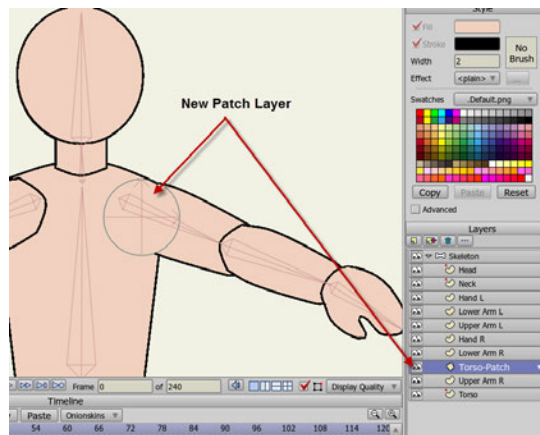 Style
Fill
Stroke
No Brush
Width 2
Effect <plain> ...
Swatches _Default.png
Copy Paste Reset
Advanced
New Patch Layer
Layers
Skeleton
Head
Neck
Hand L
Lower Arm L
Upper Arm L
Hand R
Lower Arm R
Torso-Patch
Upper Arm R
Torso
Frame 0 of 240 Display Quality
Timeline
Paste Onionskins
54 60 66 72 78 84 90 96 102 108 114 120